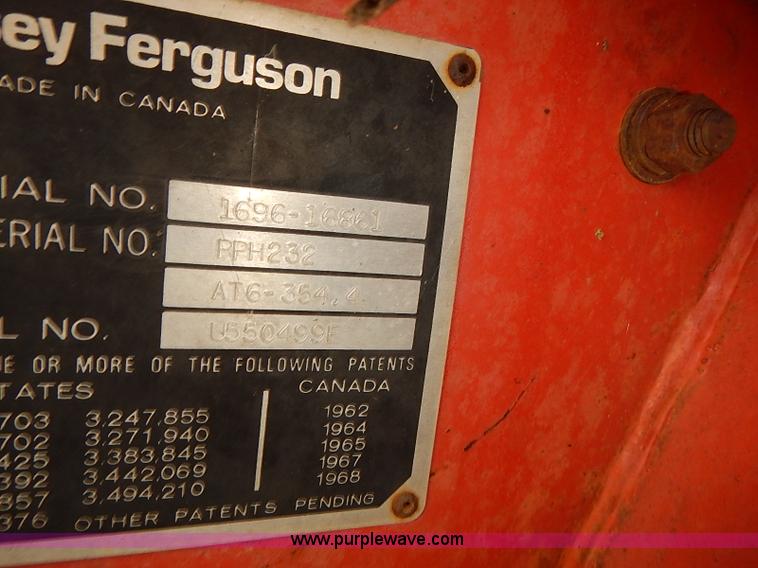 sey Ferguson
ADE IN CANADA
IAL NO. 1696-16661
ERIAL NO. PPH232
AT6-354.4
L NO. U550499F
E OR MORE OF THE FOLLOWING PATENTS
TATES CANADA
703 3,247,855 1962
702 3,271,940 1964
425 3,383,845 1965
392 3,442,069 1967
857 3,494,210 1968
376 OTHER PATENTS PENDING
www.purplewave.com